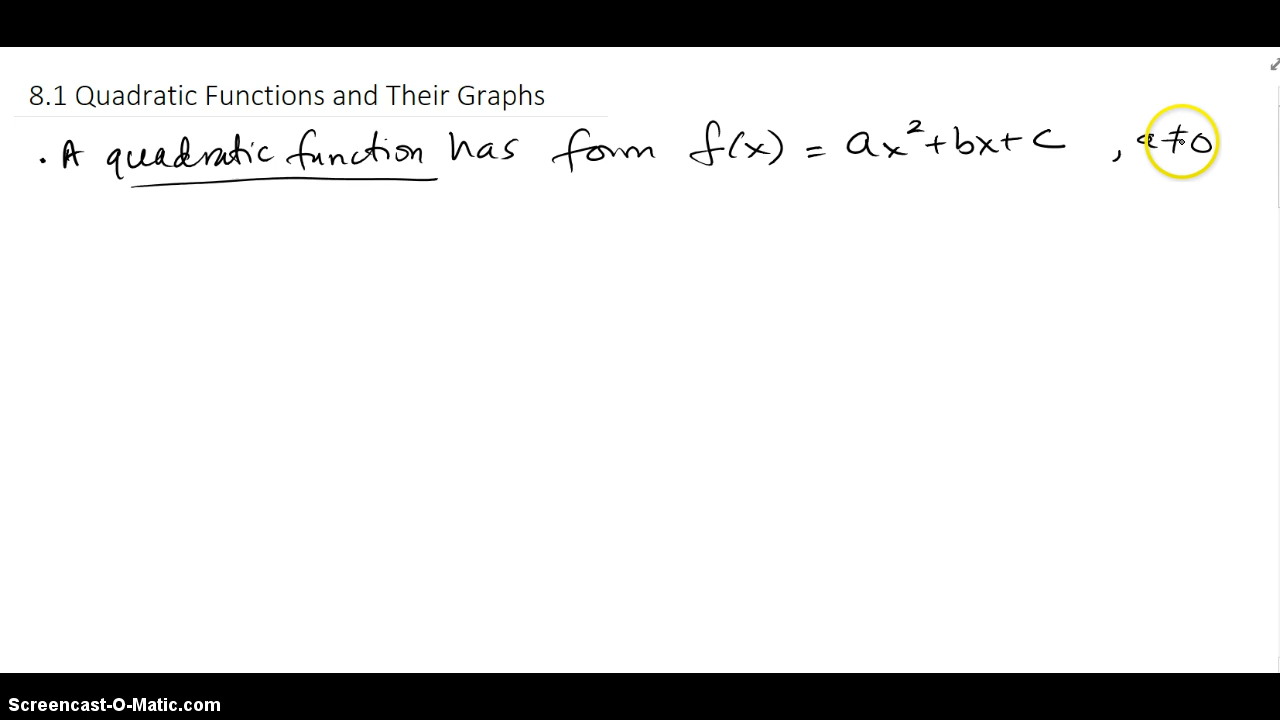 8.1 Quadratic Functions and Their Graphs
. A quadratic function has form f(x) = ax²+bx+c , a≠0
Screencast-O-Matic.com